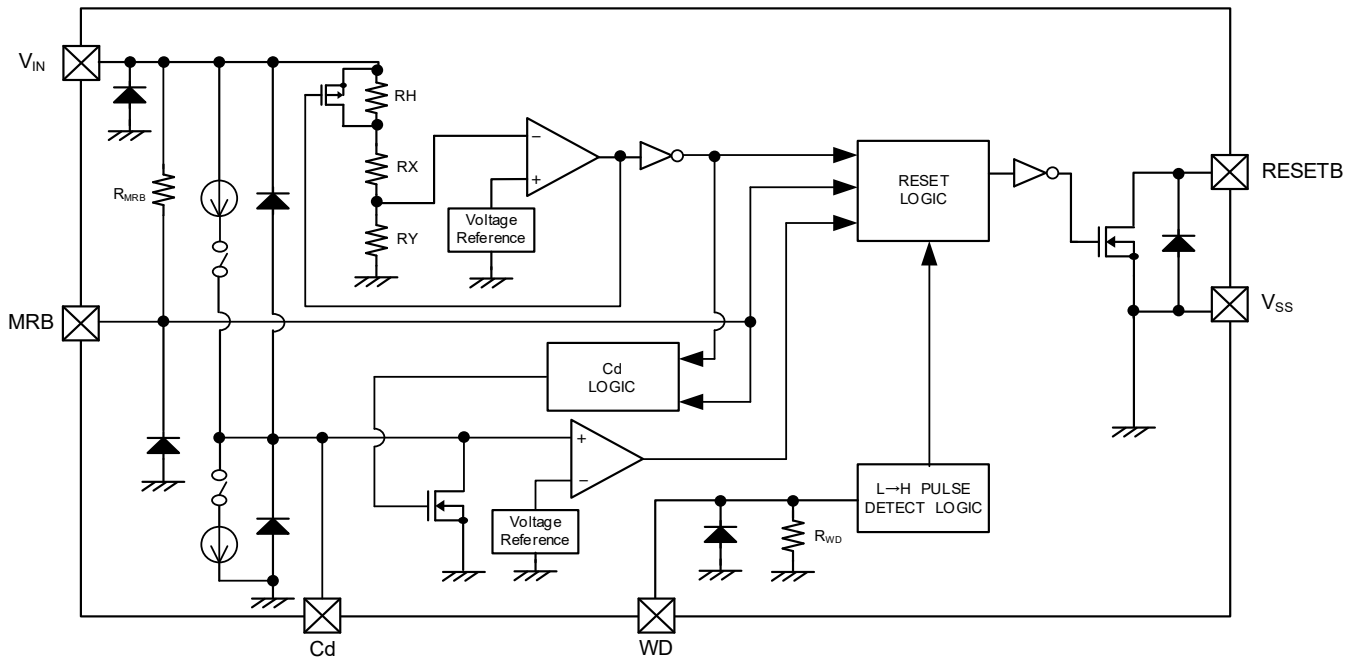 VIN
RH
RX
RMRB
RY
−
+
Voltage
Reference
RESET
LOGIC
RESETB
VSS
MRB
Cd
LOGIC
+
−
Voltage
Reference
L→H PULSE
DETECT LOGIC
RWD
Cd
WD